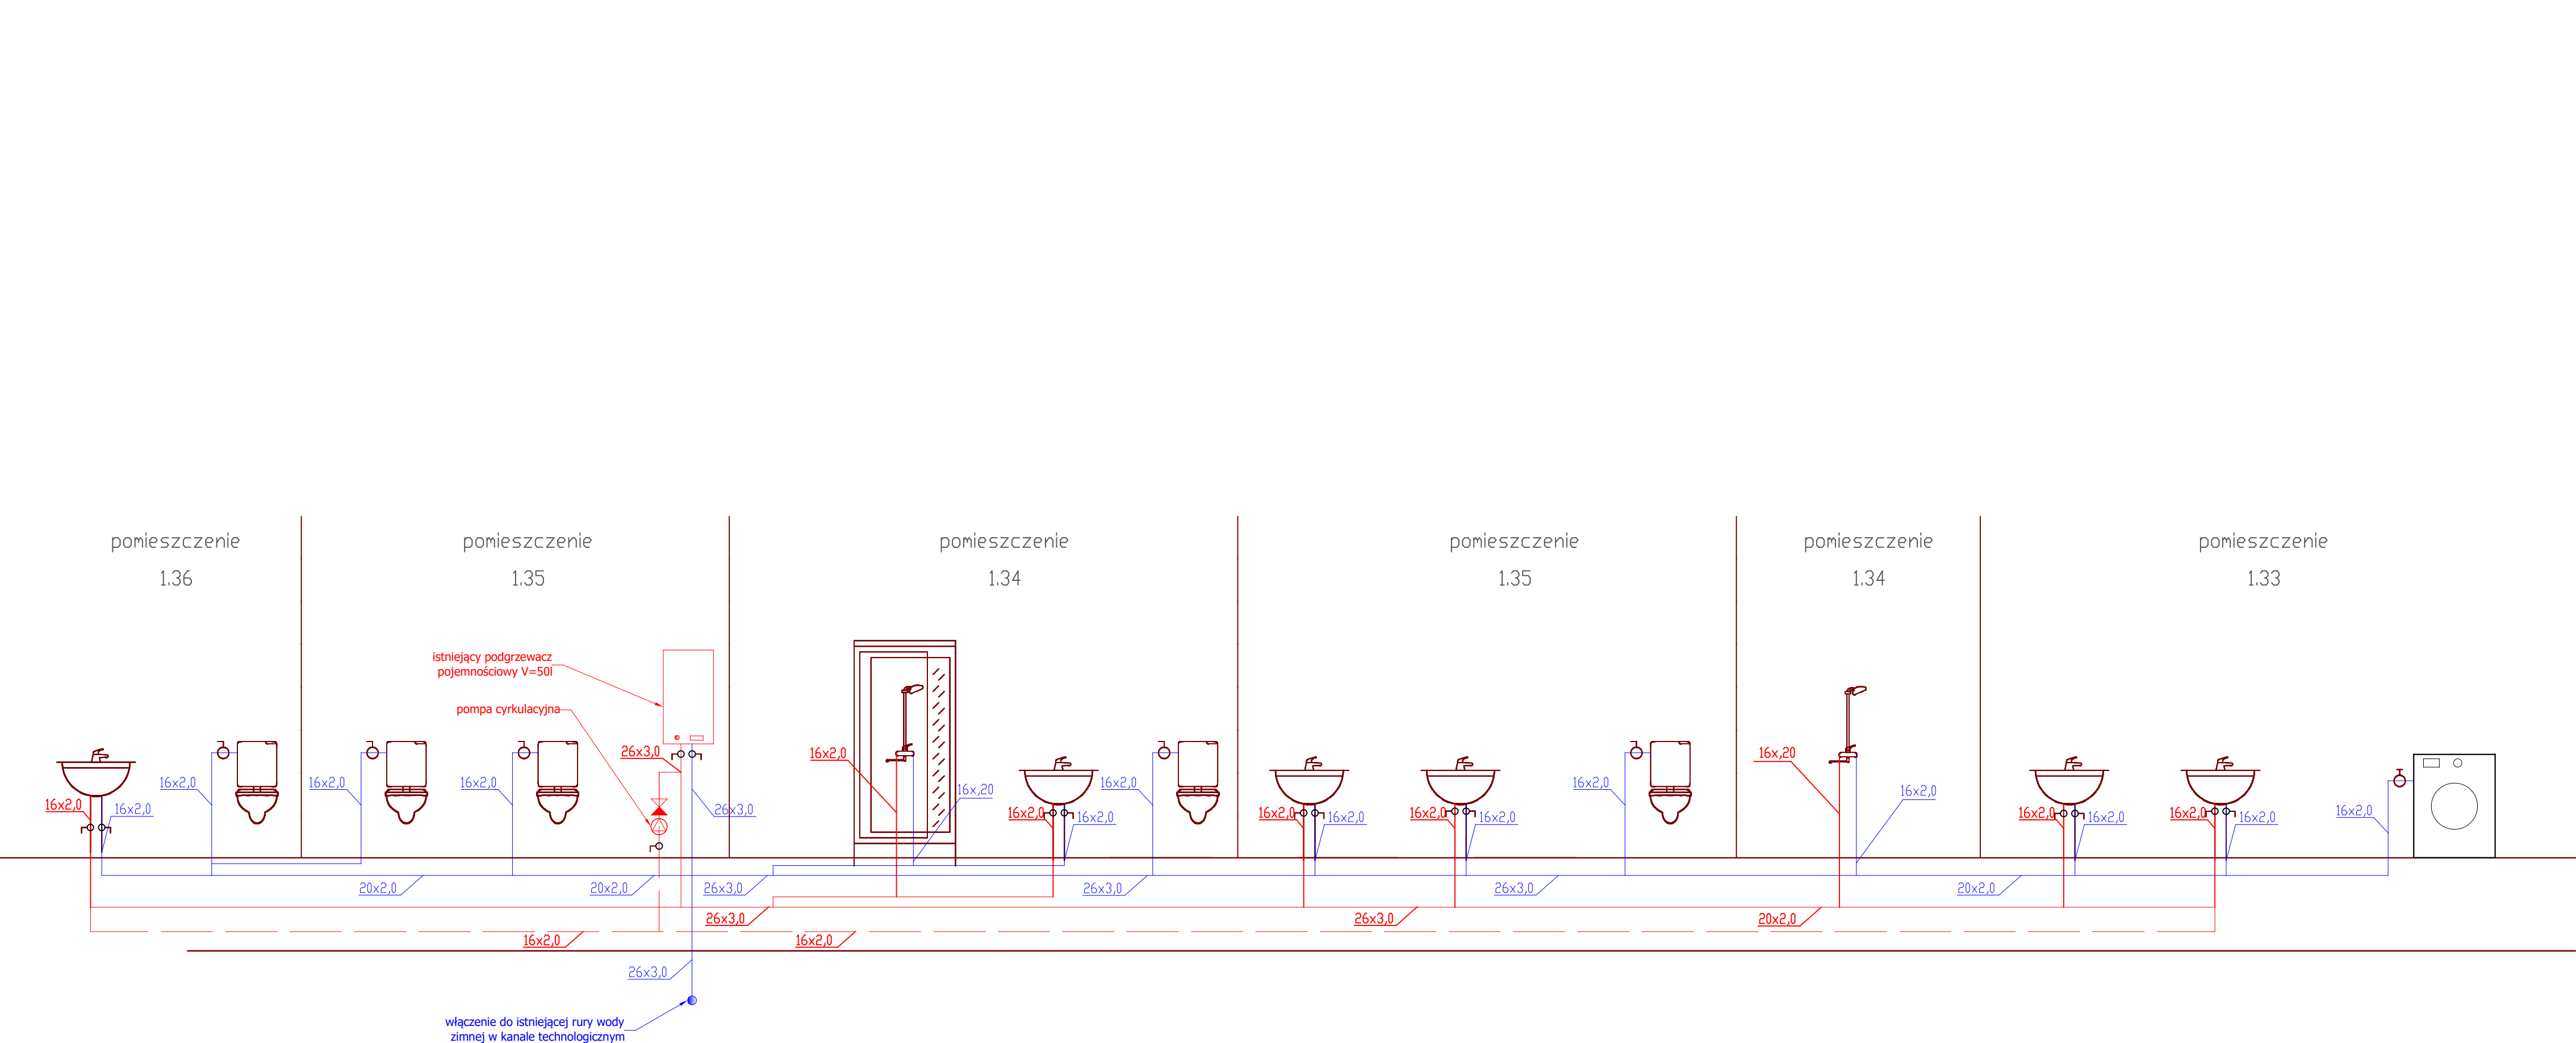 pomieszczenie
1.36
pomieszczenie
1.35
pomieszczenie
1.34
pomieszczenie
1.35
pomieszczenie
1.34
pomieszczenie
1.33
istniejący podgrzewacz
pojemnościowy V=50l
pompa cyrkulacyjna
26x3,0
16x2,0
16x,20
16x2,0
16x2,0
16x2,0
16x2,0
16x2,0
16x2,0
16x2,0
16x,20
16x2,0
16x2,0
16x2,0
26x3,0
16x2,0
16x2,0
16x2,0
16x2,0
16x2,0
16x2,0
16x2,0
16x2,0
16x2,0
16x2,0
16x2,0
16x2,0
20x2,0
20x2,0
26x3,0
26x3,0
26x3,0
20x2,0
26x3,0
26x3,0
20x2,0
16x2,0
16x2,0
26x3,0
włączenie do istniejącej rury wody
zimnej w kanale technologicznym